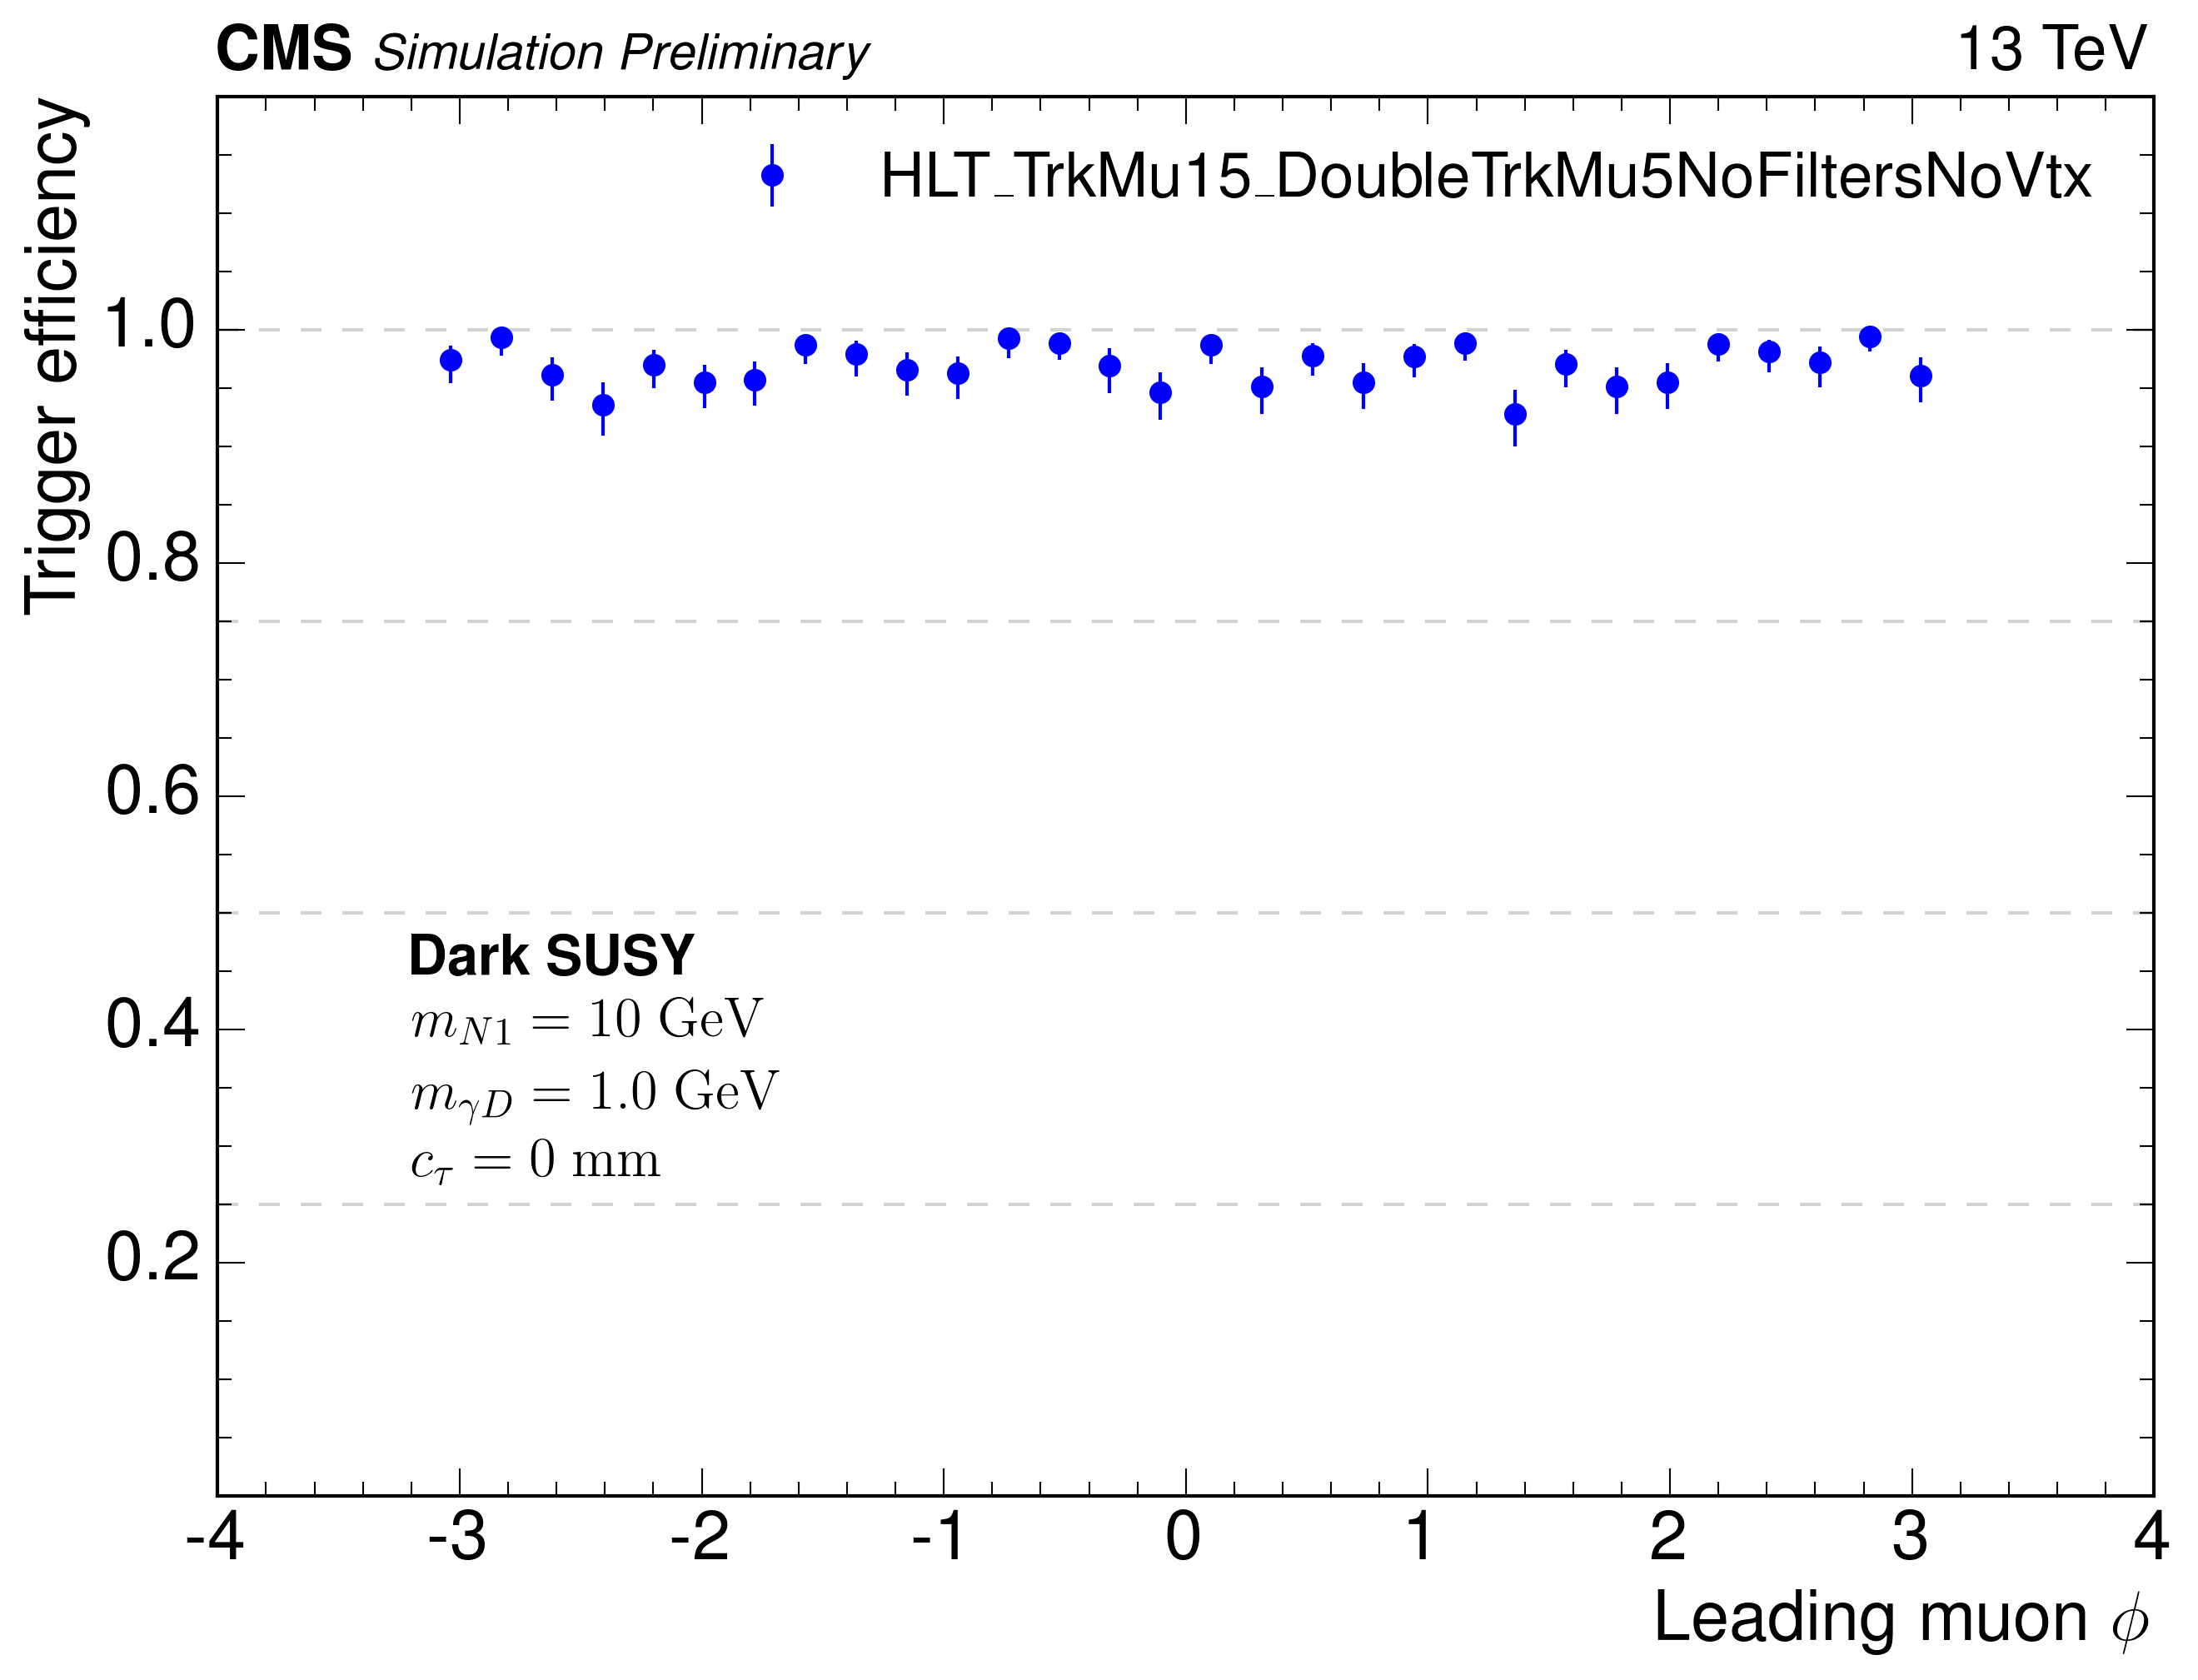 CMS Simulation Preliminary 13 TeV
Trigger efficiency
HLT_TrkMu15_DoubleTrkMu5NoFiltersNoVtx
1.0
0.8
0.6
0.4
0.2
Dark SUSY
m_{N1} = 10 GeV
m_{γD} = 1.0 GeV
c_τ = 0 mm
-4 -3 -2 -1 0 1 2 3 4
Leading muon ϕ